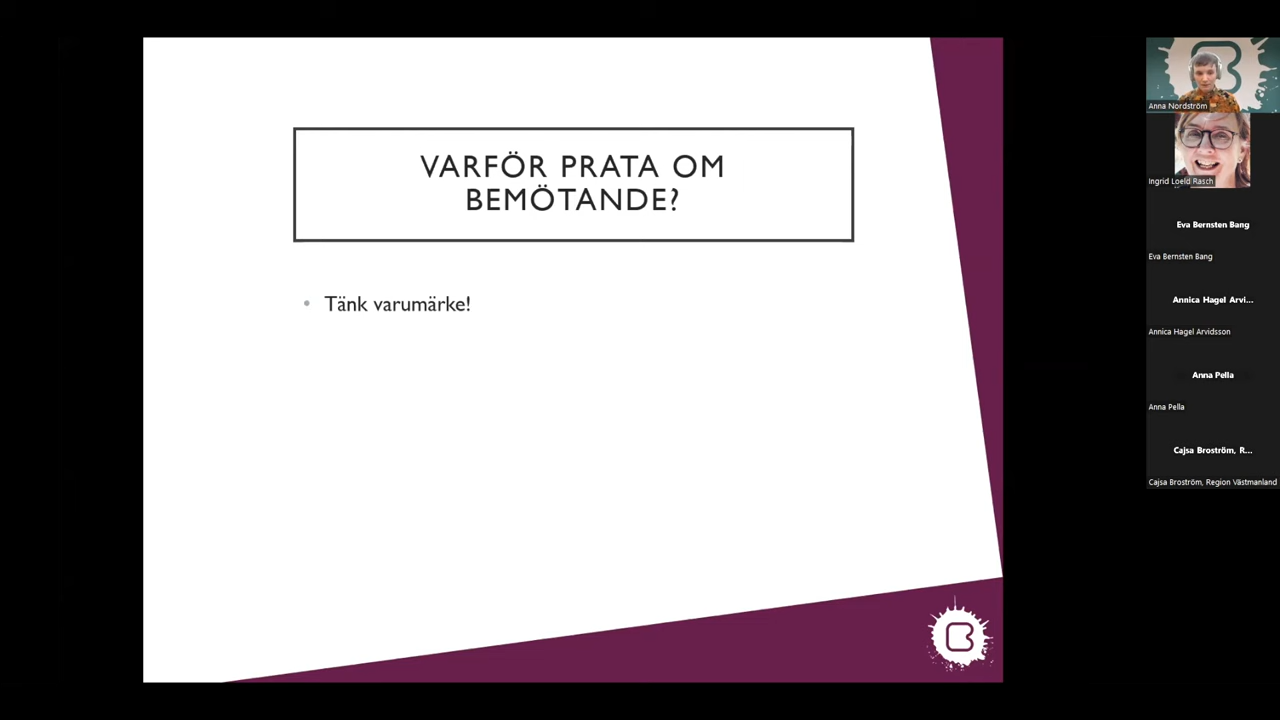 VARFÖR PRATA OM
BEMÖTANDE?
• Tänk varumärke!
Anna Nordström
Ingrid Loeld Rasch
Eva Bernsten Bang
Eva Bernsten Bang
Annica Hagel Arvi...
Annica Hagel Arvidsson
Anna Pella
Anna Pella
Cajsa Broström, R...
Cajsa Broström, Region Västmanland